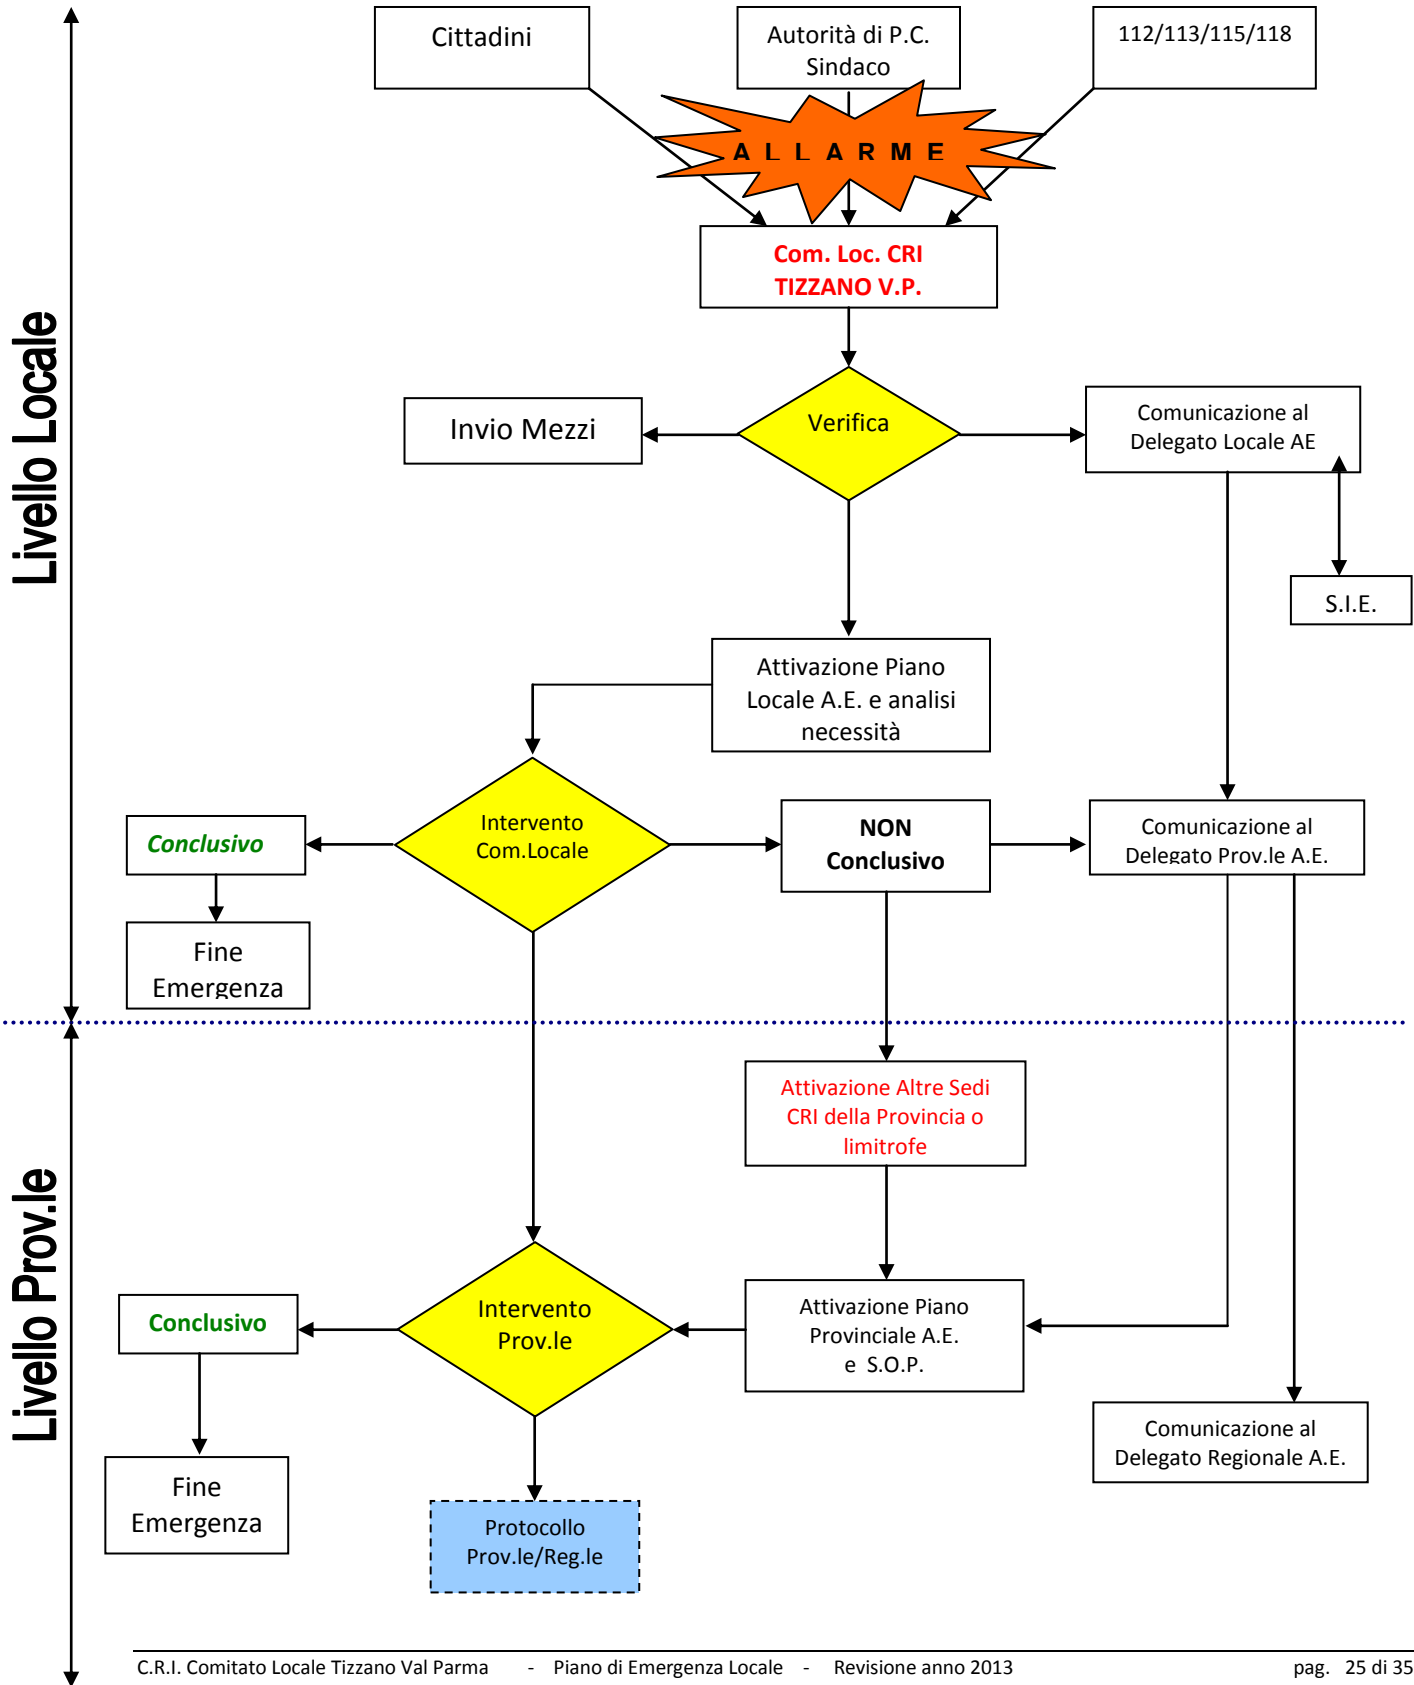 Cittadini
Autorità di P.C.
Sindaco
112/113/115/118
A L L A R M E
Com. Loc. CRI
TIZZANO V.P.
Livello Locale
Invio Mezzi
Verifica
Comunicazione al
Delegato Locale AE
S.I.E.
Attivazione Piano
Locale A.E. e analisi
necessità
Conclusivo
Intervento
Com.Locale
NON
Conclusivo
Comunicazione al
Delegato Prov.le A.E.
Fine
Emergenza
Livello Prov.le
Attivazione Altre Sedi
CRI della Provincia o
limitrofe
Conclusivo
Intervento
Prov.le
Attivazione Piano
Provinciale A.E.
e S.O.P.
Comunicazione al
Delegato Regionale A.E.
Fine
Emergenza
Protocollo
Prov.le/Reg.le
C.R.I. Comitato Locale Tizzano Val Parma - Piano di Emergenza Locale - Revisione anno 2013 pag. 25 di 35